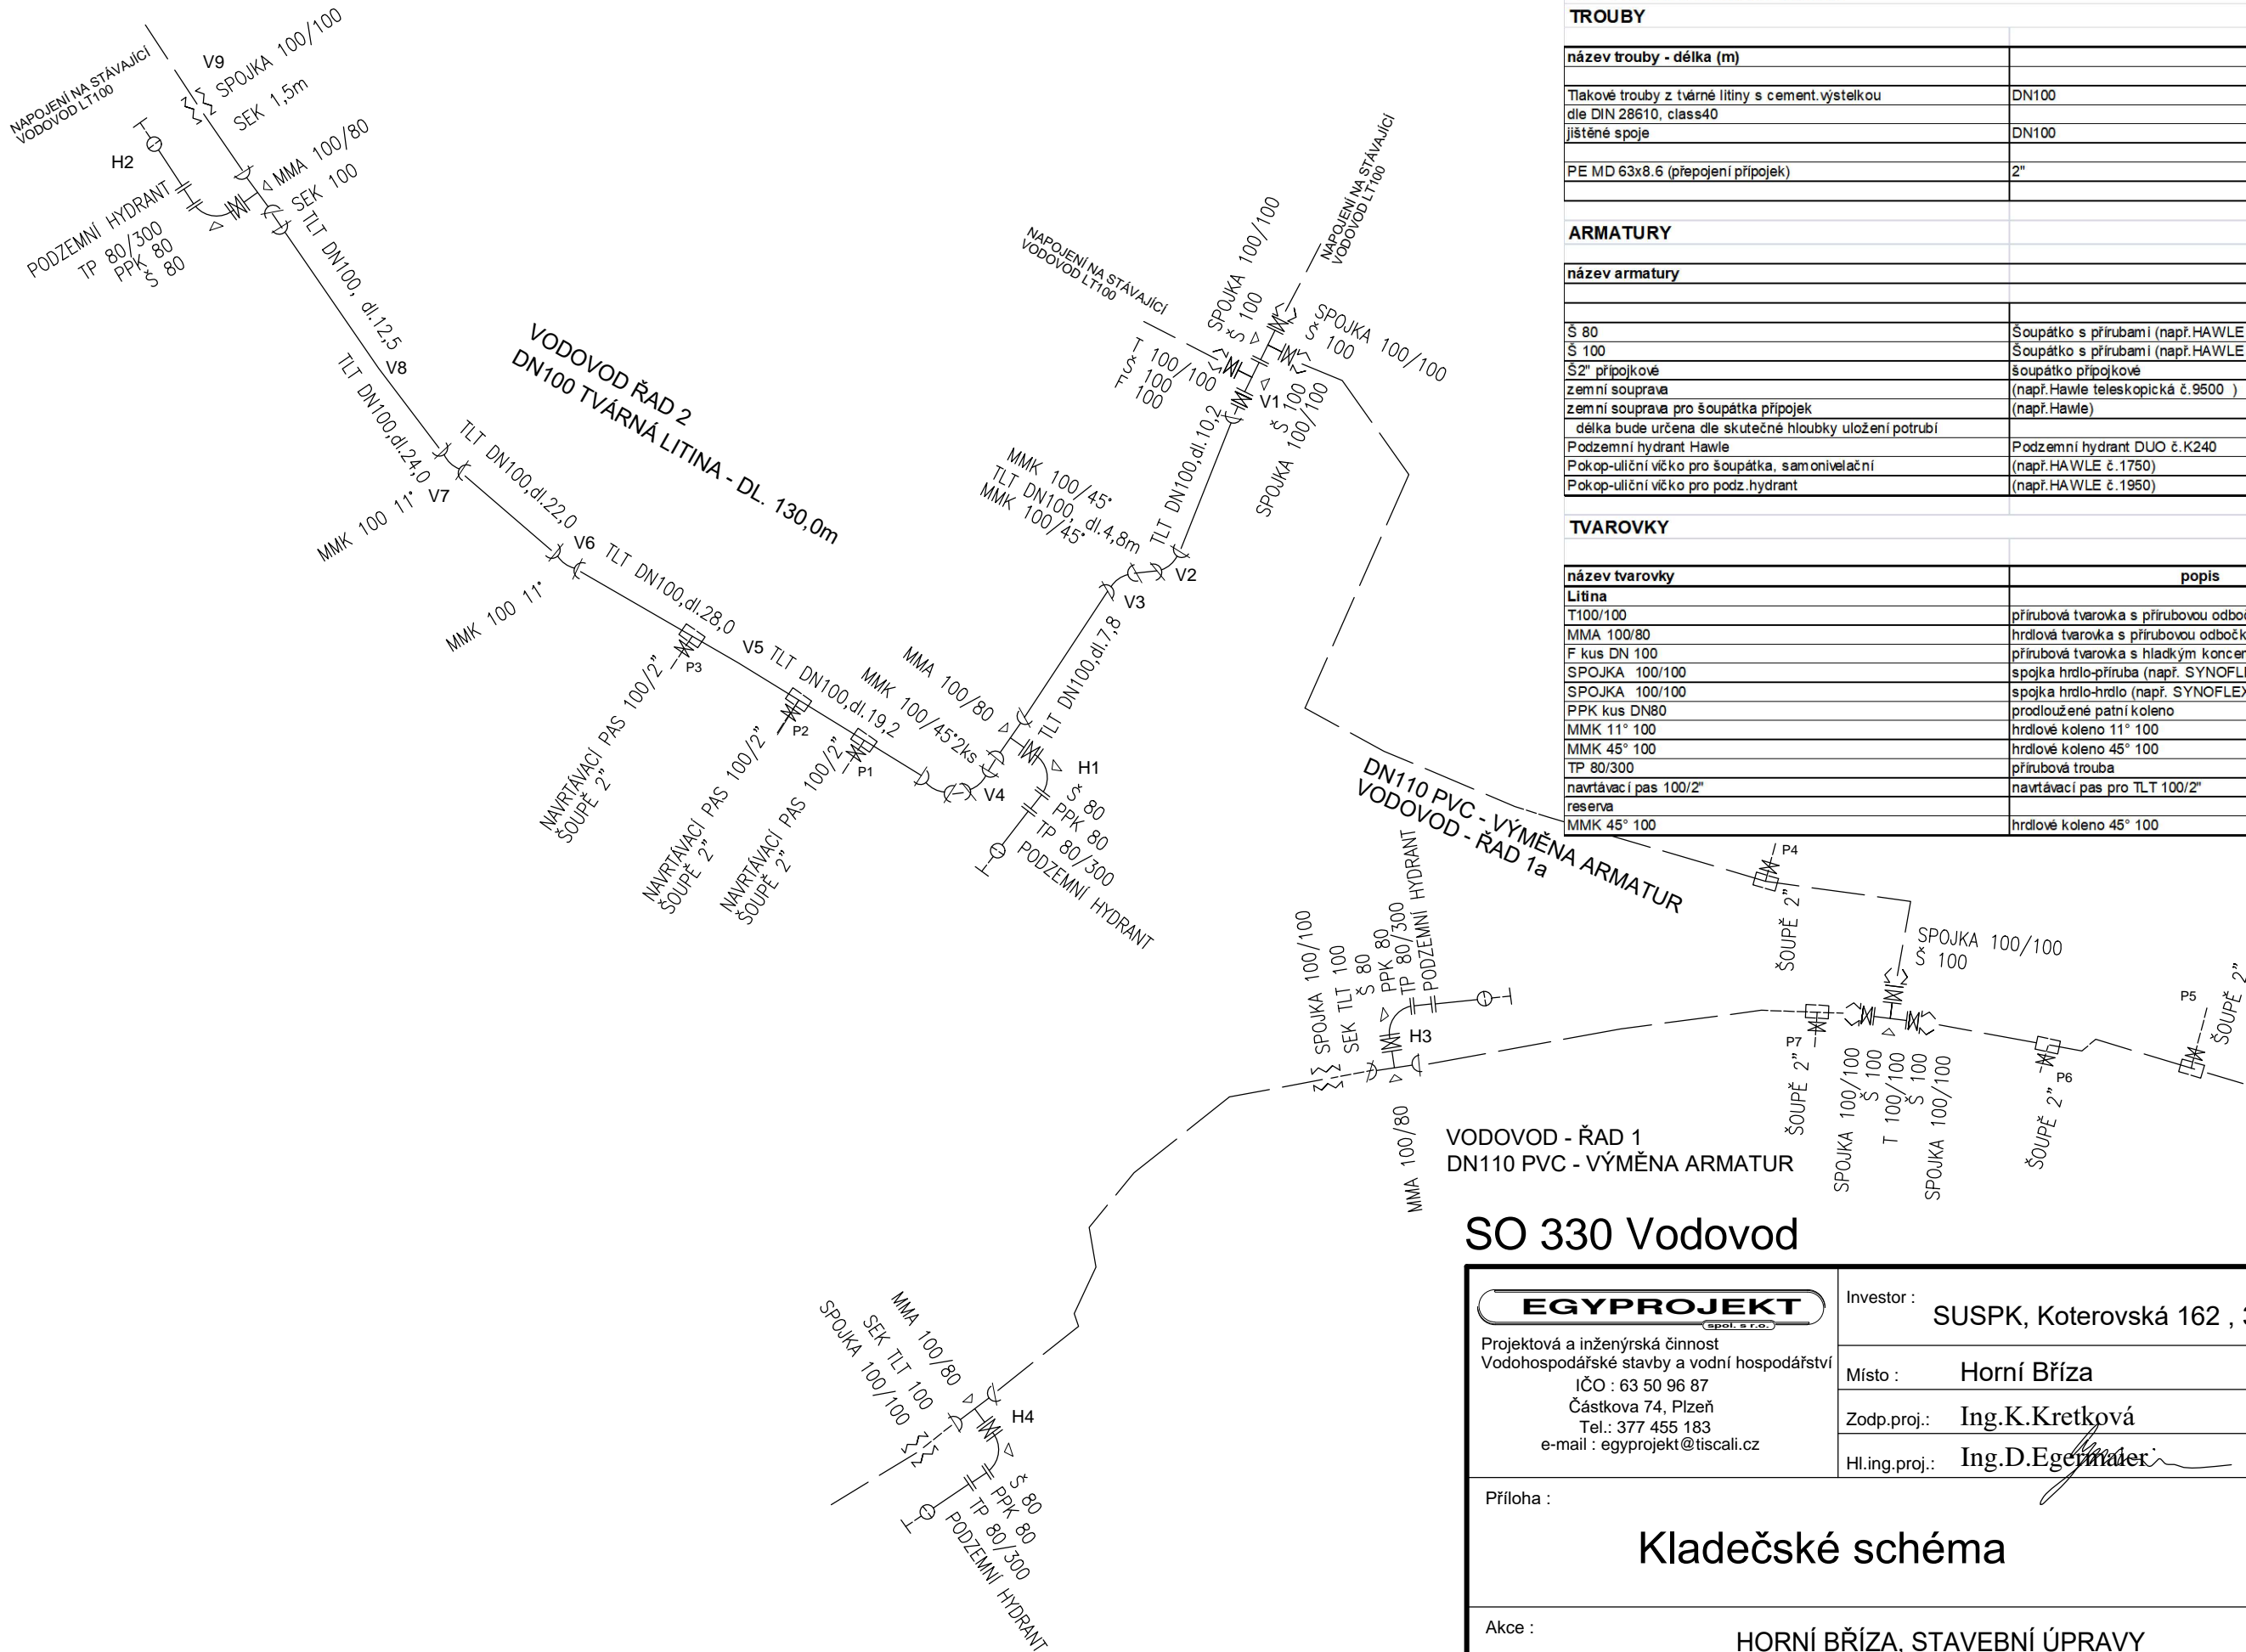 NAPOJENÍ NA STÁVAJÍCÍ
VODOVOD LT100
V9
SPOJKA 100/100
SEK 1,5m
H2
MMA 100/80
SEK 100
PODZEMNÍ HYDRANT
TP 80/300
PPK 80
Š 80
TLT DN100, dl.12,5
V8
TLT DN100,dl.24,0
V7
MMK 100 11°
TLT DN100,dl.22,0
V6
MMK 100 11°
VODOVOD ŘAD 2
DN100 TVÁRNÁ LITINA - DL. 130,0m
TLT DN100,dl.28,0
P3
NAVRTÁVACÍ PAS 100/2"
ŠOUPĚ 2"
V5
TLT DN100,dl.19,2
P2
NAVRTÁVACÍ PAS 100/2"
ŠOUPĚ 2"
P1
NAVRTÁVACÍ PAS 100/2"
ŠOUPĚ 2"
MMK 100/45°2ks
V4
MMA 100/80
TLT DN100,dl.7,8
H1
Š 80
PPK 80
TP 80/300
PODZEMNÍ HYDRANT
V3
V2
MMK 100/45°
TLT DN100, dl.4,8m
MMK 100/45°
TLT DN100,dl.10,2
NAPOJENÍ NA STÁVAJÍCÍ
VODOVOD LT100
T 100/100
Š 100
F 100
SPOJKA 100/100
Š 100
NAPOJENÍ NA STÁVAJÍCÍ
VODOVOD LT100
SPOJKA 100/100
Š 100
V1
Š 100
SPOJKA 100/100
DN110 PVC - VÝMĚNA ARMATUR
VODOVOD - ŘAD 1a
P4
ŠOUPĚ 2"
SPOJKA 100/100
Š 100
P5
ŠOUPĚ 2"
P6
ŠOUPĚ 2"
P7
ŠOUPĚ 2"
SPOJKA 100/100
Š 100
T 100/100
Š 100
SPOJKA 100/100
SPOJKA 100/100
SEK TLT 100
Š 80
PPK 80
TP 80/300
PODZEMNÍ HYDRANT
H3
MMA 100/80
VODOVOD - ŘAD 1
DN110 PVC - VÝMĚNA ARMATUR
MMA 100/80
SEK TLT 100
SPOJKA 100/100
H4
Š 80
PPK 80
TP 80/300
PODZEMNÍ HYDRANT
TROUBY
název trouby - délka (m)
Tlakové trouby z tvárné litiny s cement.výstelkou DN100
dle DIN 28610, class40
jištěné spoje DN100
PE MD 63x8.6 (přepojení přípojek) 2"
ARMATURY
název armatury
Š 80 Šoupátko s přírubami (např.HAWLE
Š 100 Šoupátko s přírubami (např.HAWLE
Š2" přípojkové šoupátko přípojkové
zemní souprava (např.Hawle teleskopická č.9500 )
zemní souprava pro šoupátka přípojek (např.Hawle)
délka bude určena dle skutečné hloubky uložení potrubí
Podzemní hydrant Hawle Podzemní hydrant DUO č.K240
Pokop-uliční víčko pro šoupátka, samonivelační (např.HAWLE č.1750)
Pokop-uliční víčko pro podz.hydrant (např.HAWLE č.1950)
TVAROVKY
název tvarovky popis
Litina
T100/100 přírubová tvarovka s přírubovou odboč
MMA 100/80 hrdlová tvarovka s přírubovou odbočk
F kus DN 100 přírubová tvarovka s hladkým koncem
SPOJKA 100/100 spojka hrdlo-příruba (např. SYNOFL
SPOJKA 100/100 spojka hrdlo-hrdlo (např. SYNOFLEX
PPK kus DN80 prodloužené patní koleno
MMK 11° 100 hrdlové koleno 11° 100
MMK 45° 100 hrdlové koleno 45° 100
TP 80/300 přírubová trouba
navrtávací pas 100/2" navrtávací pas pro TLT 100/2"
reserva
MMK 45° 100 hrdlové koleno 45° 100
SO 330 Vodovod
EGYPROJEKT
spol. s r.o.
Projektová a inženýrská činnost
Vodohospodářské stavby a vodní hospodářství
IČO : 63 50 96 87
Částkova 74, Plzeň
Tel.: 377 455 183
e-mail : egyprojekt@tiscali.cz
Investor : SUSPK, Koterovská 162 ,
Místo : Horní Bříza
Zodp.proj.: Ing.K.Kretková
Hl.ing.proj.: Ing.D.Egermaier
Příloha :
Kladečské schéma
Akce :
HORNÍ BŘÍZA, STAVEBNÍ ÚPRAVY